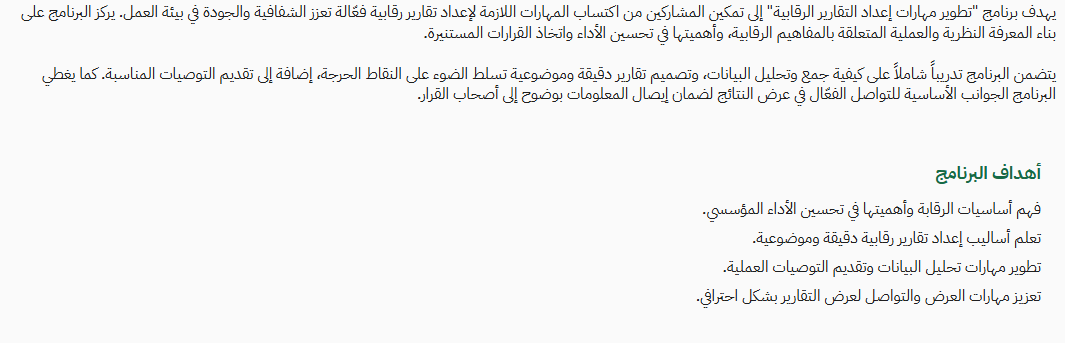 يهدف برنامج "تطوير مهارات إعداد التقارير الرقابية" إلى تمكين المشاركين من اكتساب المهارات اللازمة لإعداد تقارير رقابية فعّالة تعزز الشفافية والجودة في بيئة العمل. يركز البرنامج على
بناء المعرفة النظرية والعملية المتعلقة بالمفاهيم الرقابية، وأهميتها في تحسين الأداء واتخاذ القرارات المستنيرة.
يتضمن البرنامج تدريباً شاملاً على كيفية جمع وتحليل البيانات، وتصميم تقارير دقيقة وموضوعية تسلط الضوء على النقاط الحرجة، إضافة إلى تقديم التوصيات المناسبة. كما يغطي
البرنامج الجوانب الأساسية للتواصل الفعّال في عرض النتائج لضمان إيصال المعلومات بوضوح إلى أصحاب القرار.
أهداف البرنامج
فهم أساسيات الرقابة وأهميتها في تحسين الأداء المؤسسي.
تعلم أساليب إعداد تقارير رقابية دقيقة وموضوعية.
تطوير مهارات تحليل البيانات وتقديم التوصيات العملية.
تعزيز مهارات العرض والتواصل لعرض التقارير بشكل احترافي.